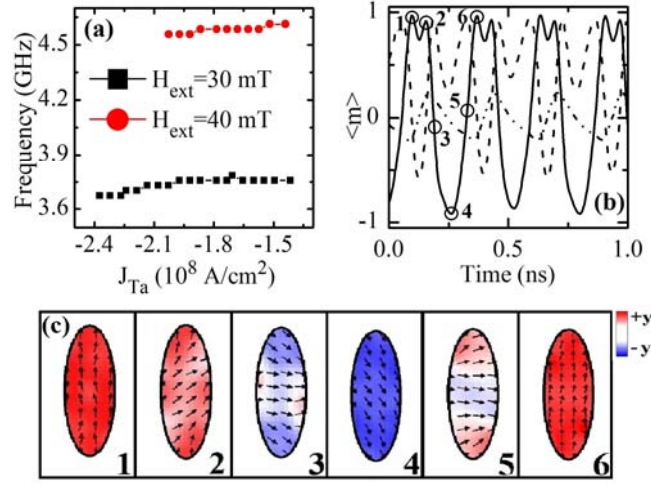 (a)
4.5
4.2
3.9
3.6
Frequency (GHz)
H_ext=30 mT
H_ext=40 mT
-2.4 -2.1 -1.8 -1.5
J_Ta (10^8 A/cm^2)
1
0
-1
<m>
1 2 6
5
3
4
(b)
0.0 0.5 1.0
Time (ns)
(c)
+y
-y
1 2 3 4 5 6